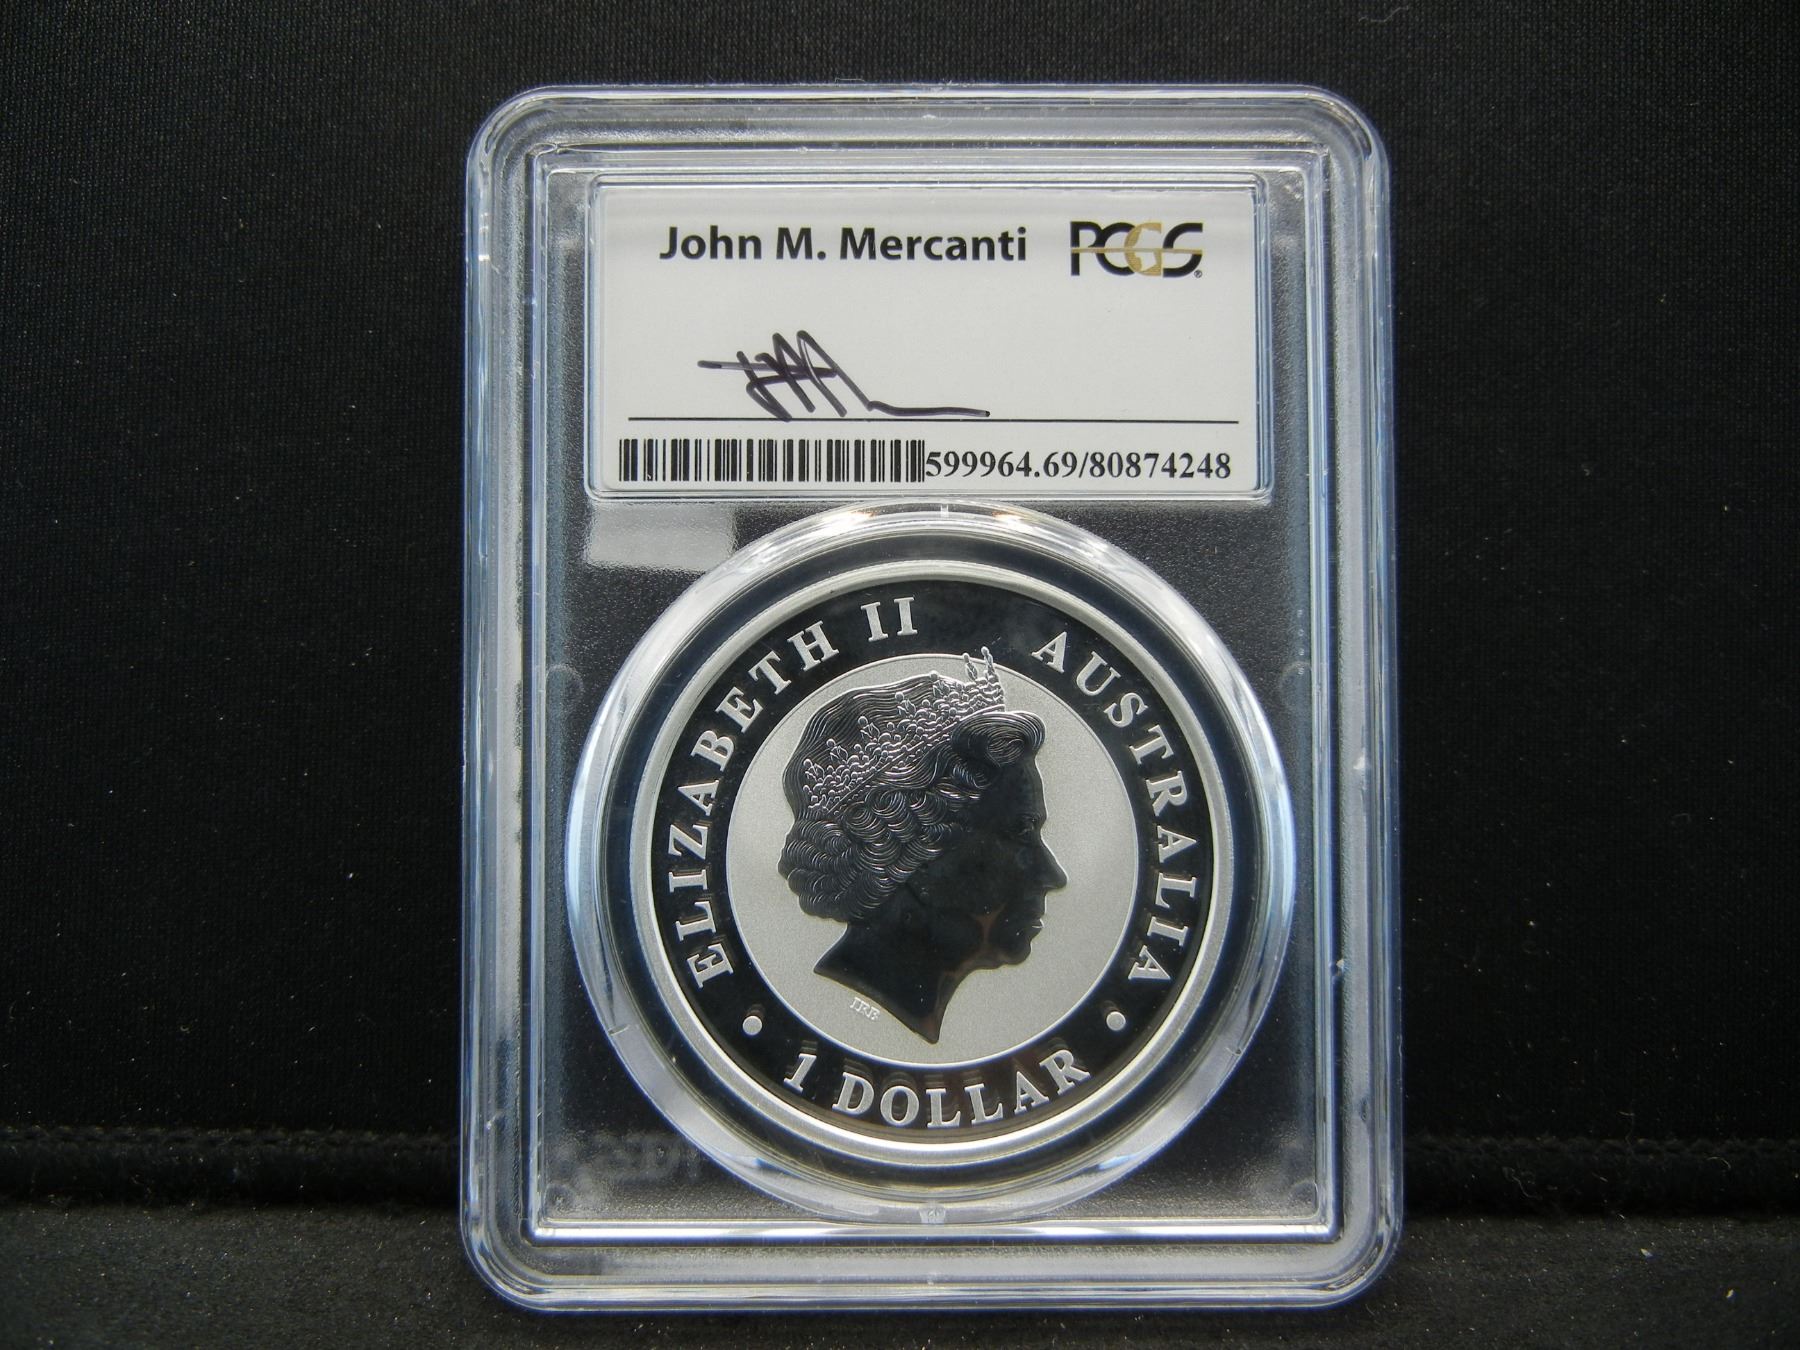 John M. Mercanti PCGS
599964.69/80874248
ELIZABETH II AUSTRALIA
IRB
• 1 DOLLAR •